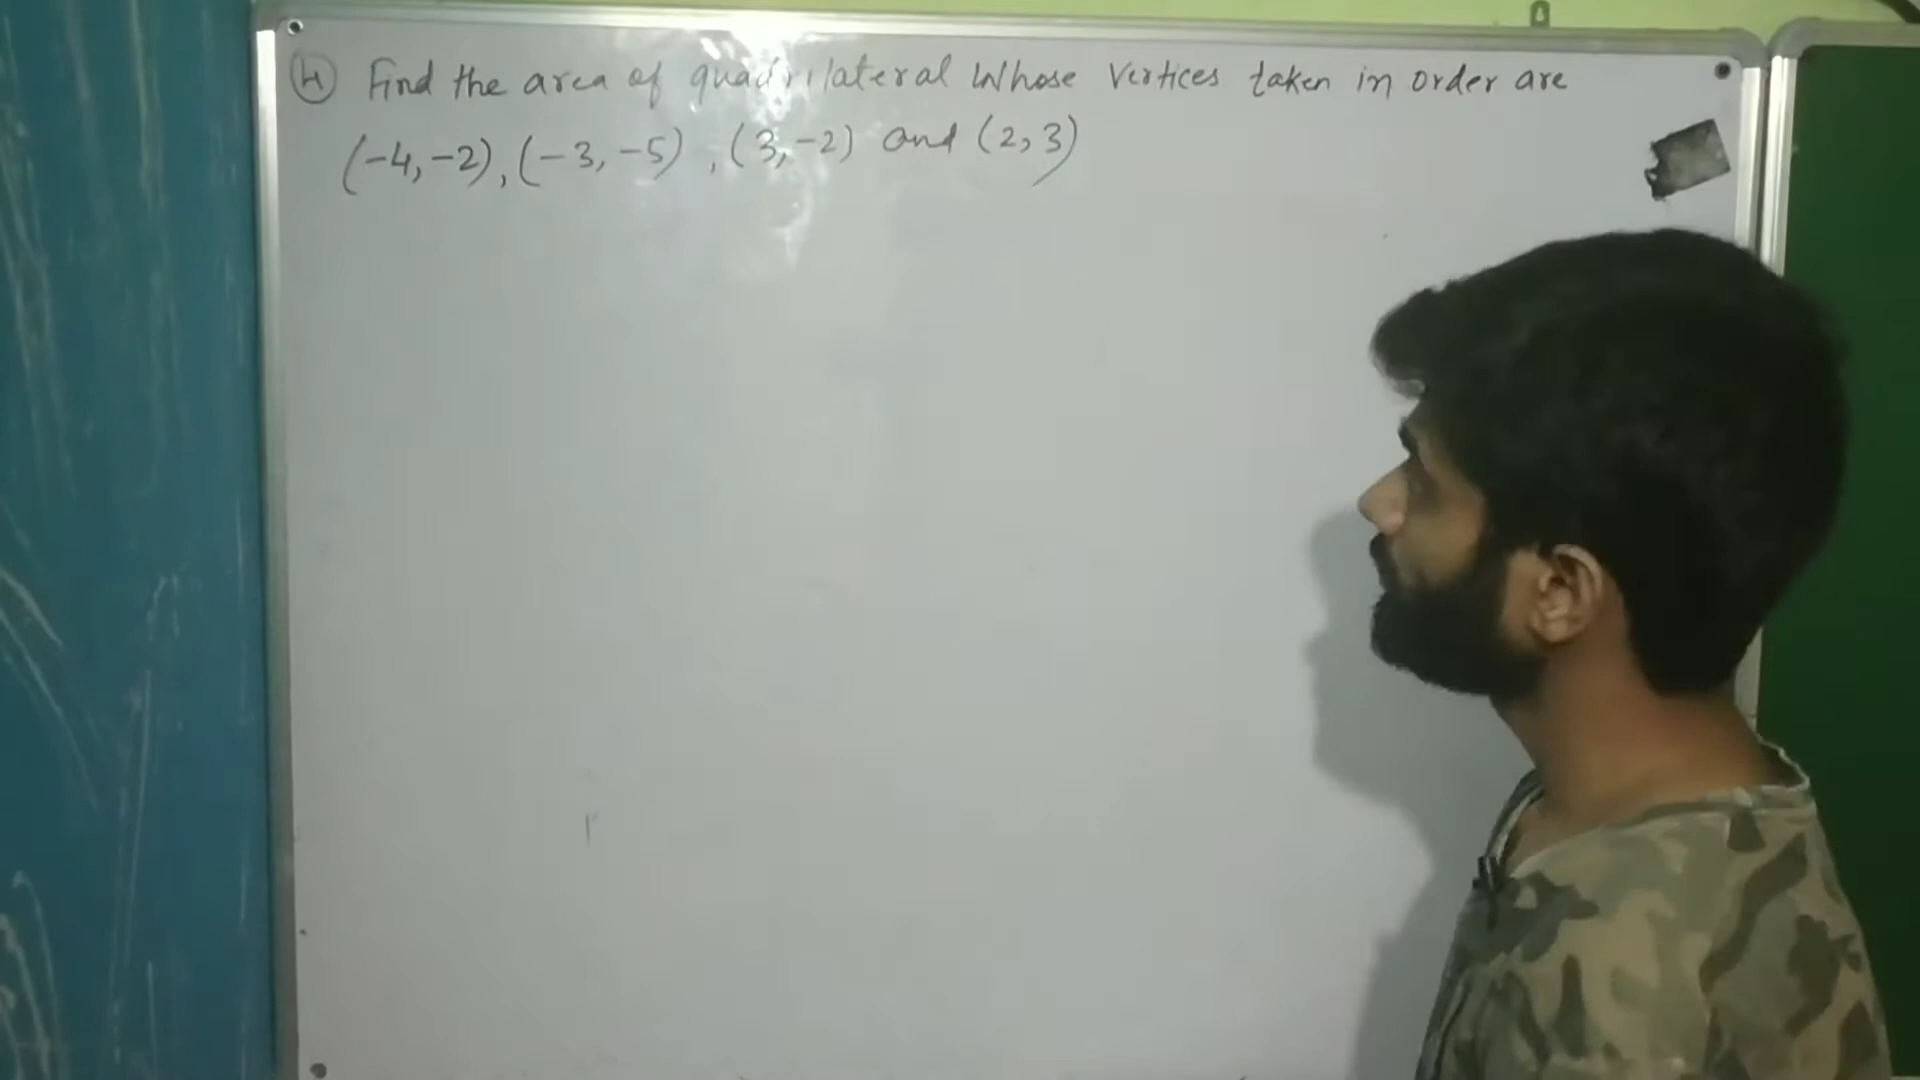 ④ Find the area of quadrilateral whose vertices taken in order are
(-4,-2), (-3,-5), (3,-2) and (2,3)